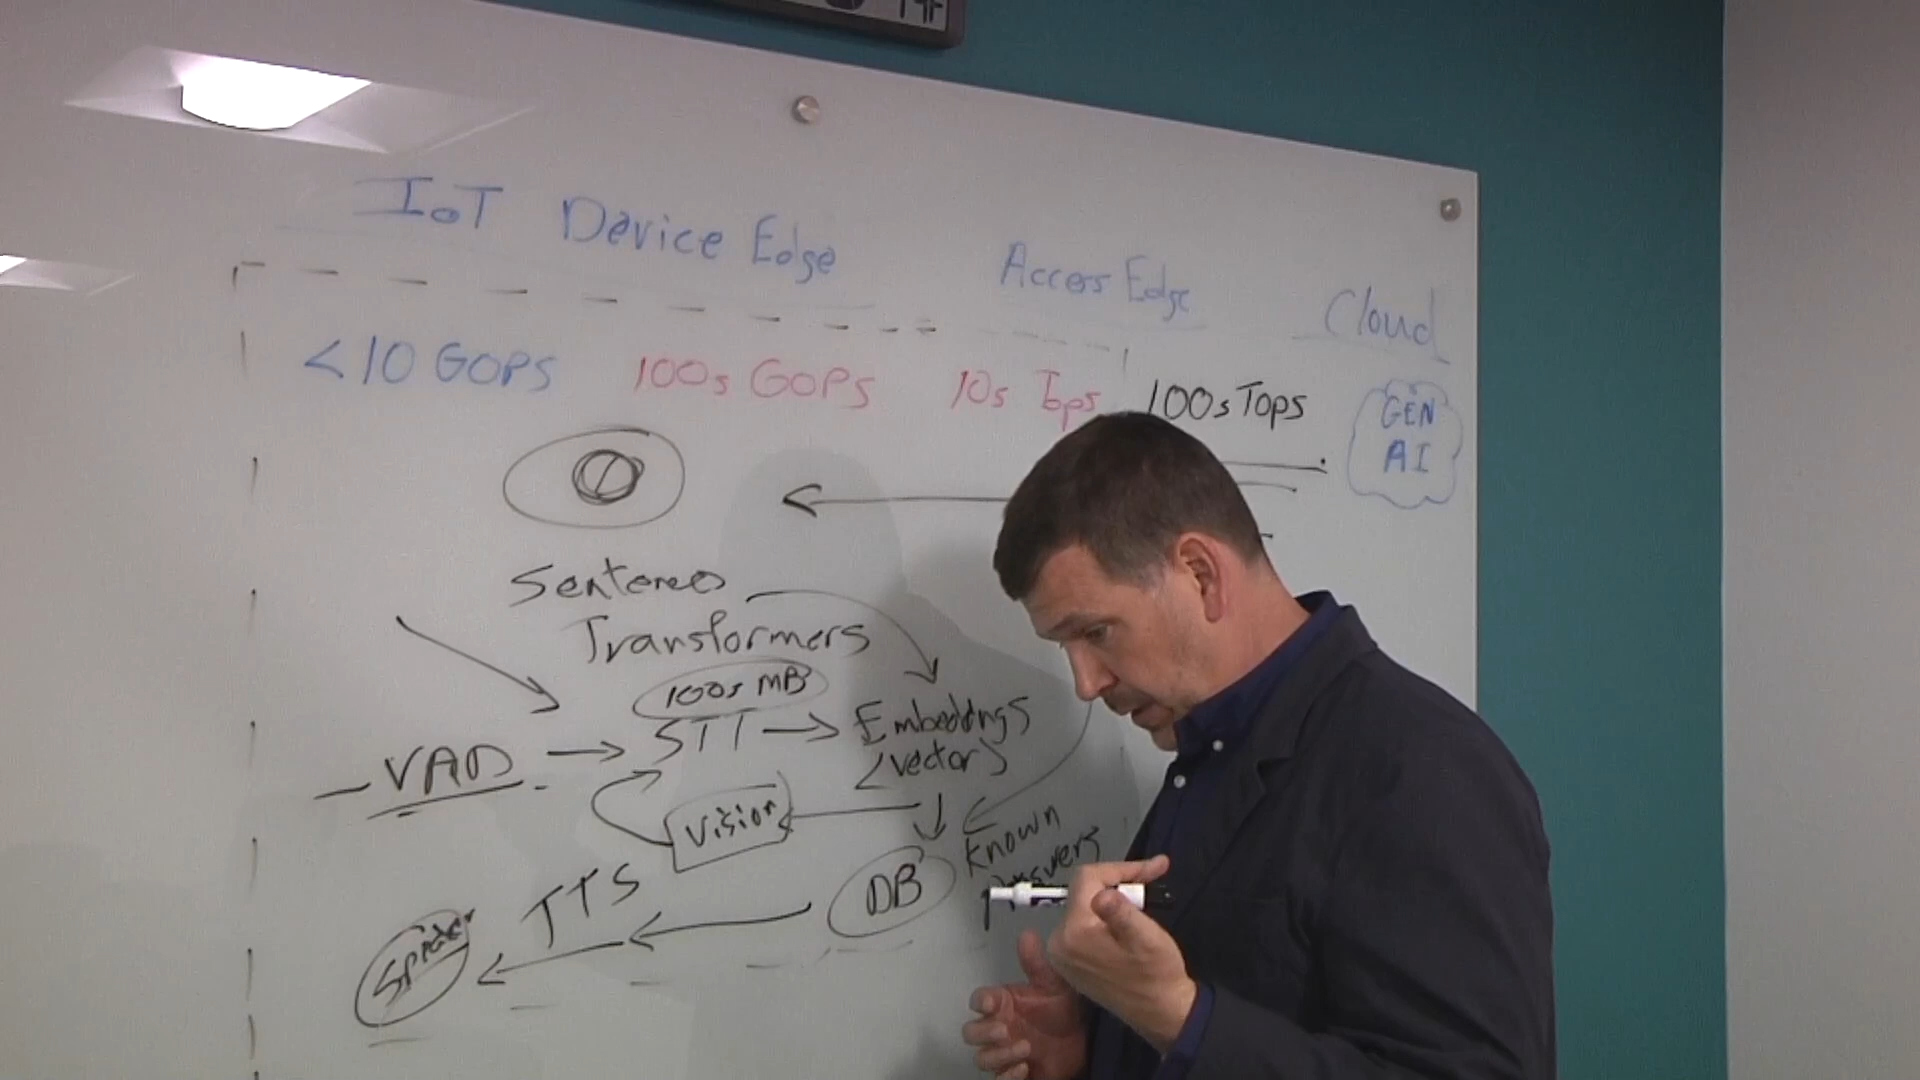 IoT Device Edge
Access Edge
Cloud
<10 GOPS
100s GOPS
10s Tops
100s Tops
GEN
AI
Sentence
Transformers
100s MB
VAD
STT
Embeddings
<vector>
Vision
Known
Answers
DB
TTS
Speaker